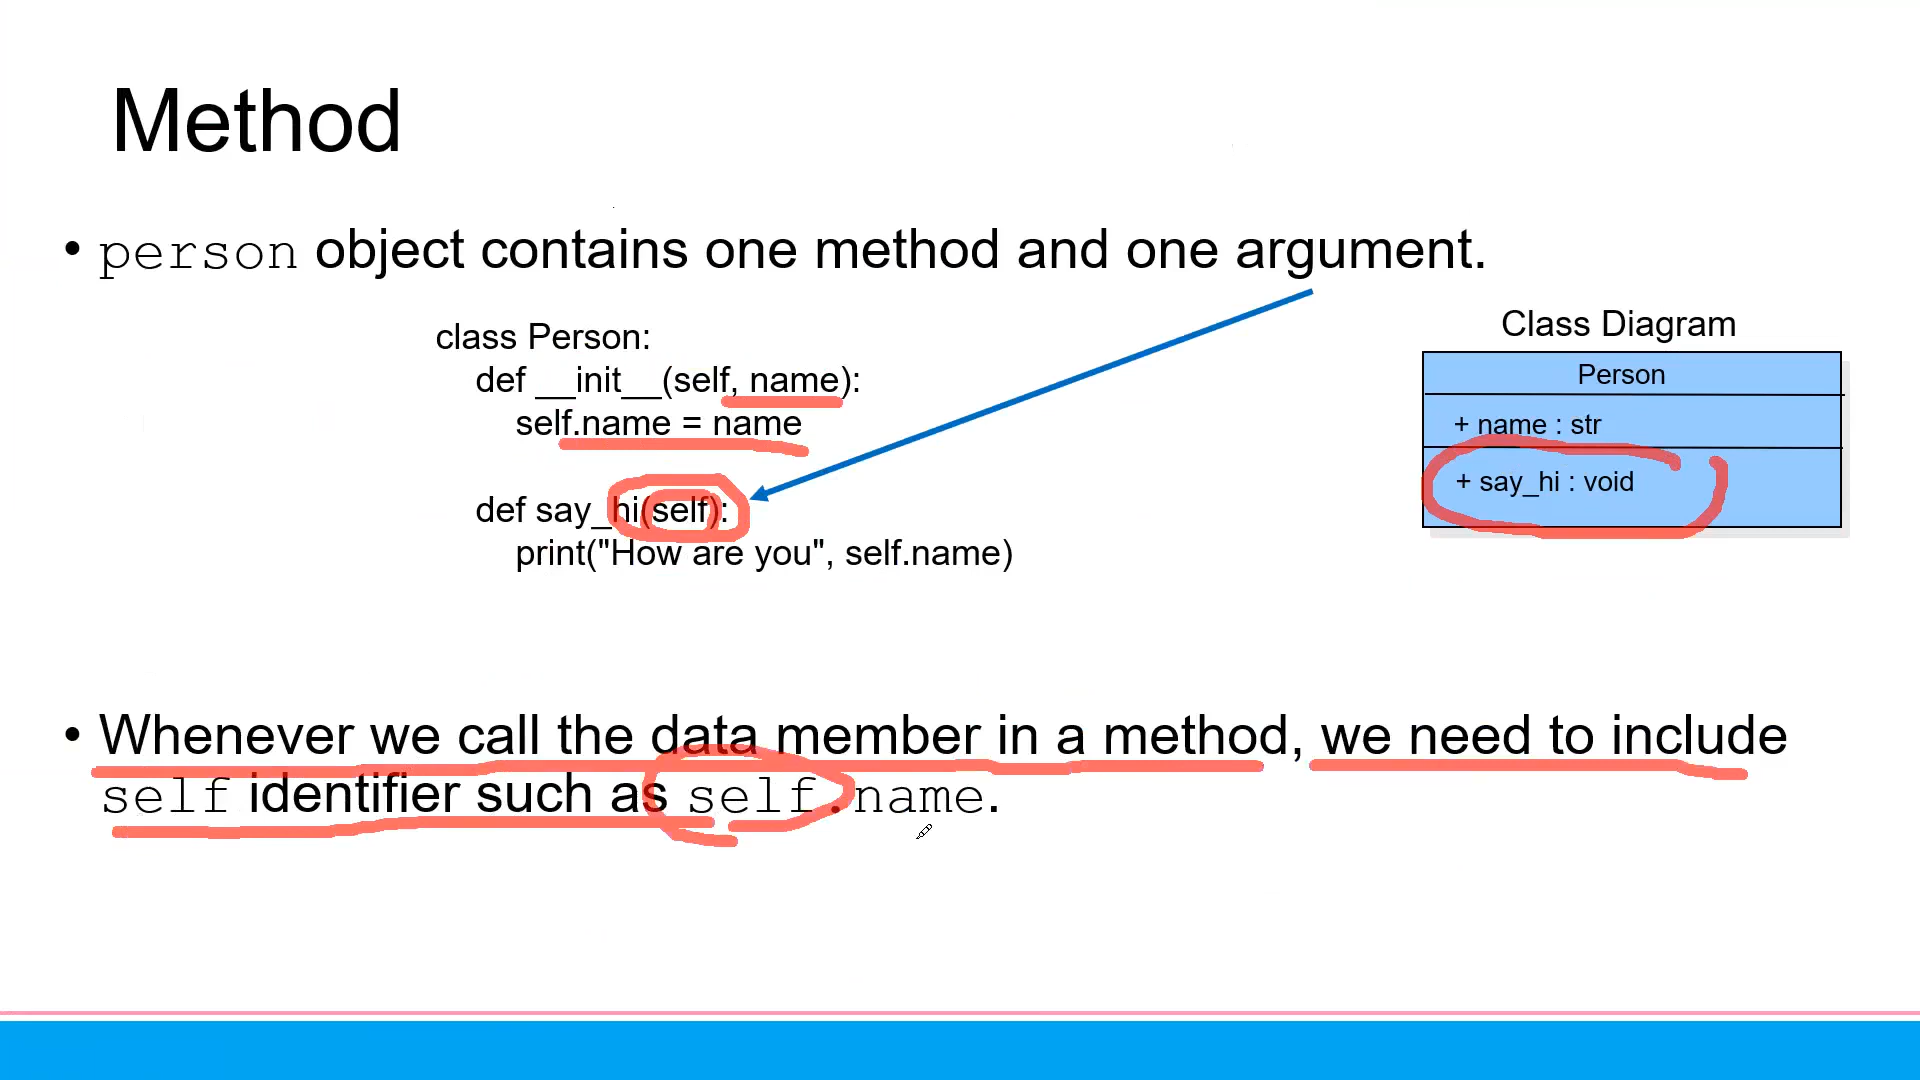 Method
• person object contains one method and one argument.
class Person:
def __init__(self, name):
self.name = name
def say_hi(self):
print("How are you", self.name)
Class Diagram
Person
+ name : str
+ say_hi : void
• Whenever we call the data member in a method, we need to include
self identifier such as self.name.